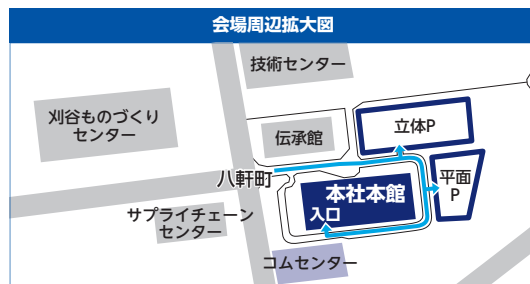 会場周辺拡大図
技術センター
刈谷ものづくり
センター
立体P
伝承館
八軒町
平面
P
本社本館
入口
サプライチェーン
センター
コムセンター